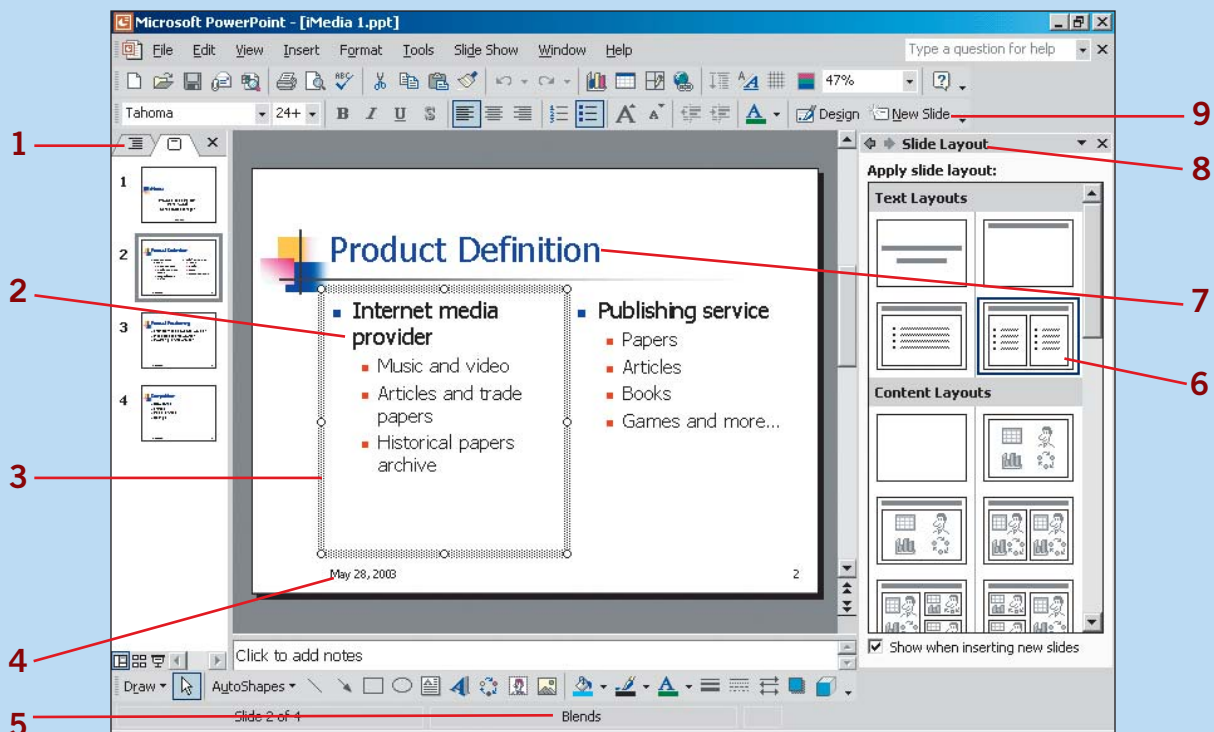 Microsoft PowerPoint - [iMedia 1.ppt]
File Edit View Insert Format Tools Slide Show Window Help Type a question for help
47%
Tahoma 24+ B I U S A A A Design New Slide
9
1
Slide Layout
8
Apply slide layout:
Text Layouts
1
2
3
4
Product Definition
7
2
Internet media
provider
Music and video
Articles and trade
papers
Historical papers
archive
3
Publishing service
Papers
Articles
Books
Games and more...
6
Content Layouts
May 28, 2003
2
4
Click to add notes
Show when inserting new slides
Draw AutoShapes
5
Slide 2 of 4 Blends